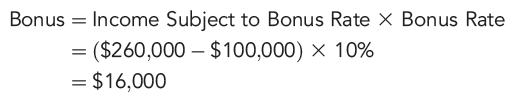 Bonus = Income Subject to Bonus Rate × Bonus Rate
= ($260,000 – $100,000) × 10%
= $16,000